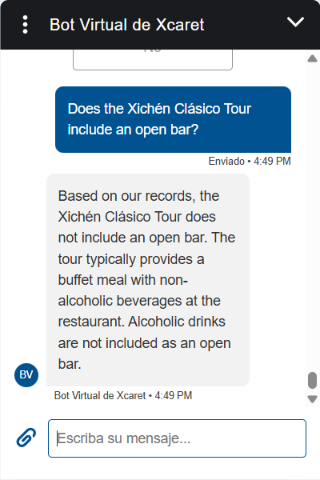 Bot Virtual de Xcaret
No
Does the Xichén Clásico Tour
include an open bar?
Enviado • 4:49 PM
Based on our records, the
Xichén Clásico Tour does
not include an open bar. The
tour typically provides a
buffet meal with non-
alcoholic beverages at the
restaurant. Alcoholic drinks
are not included as an open
bar.
BV
Bot Virtual de Xcaret • 4:49 PM
Escriba su mensaje...